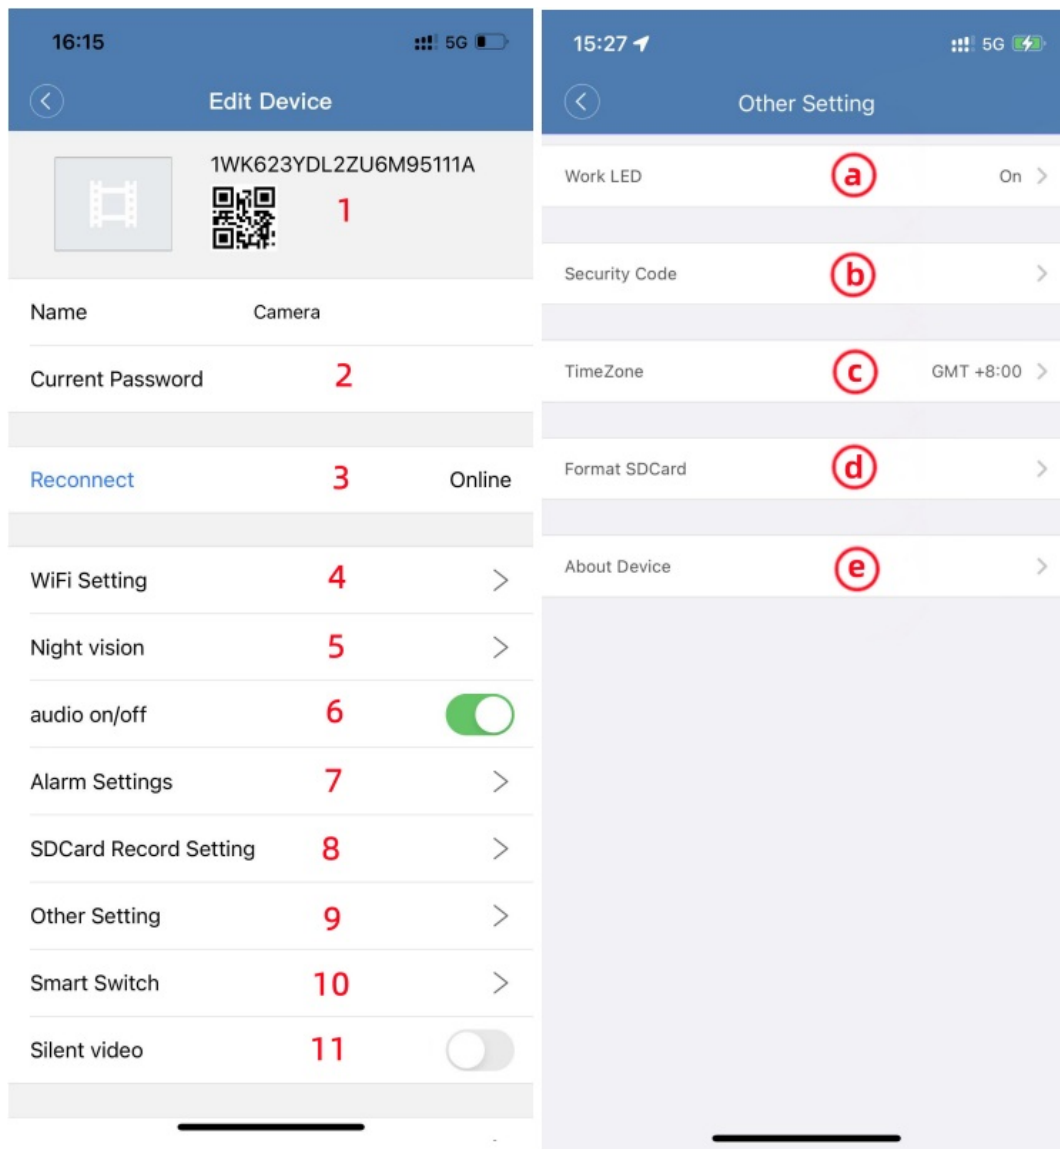 16:15 5G
Edit Device
1WK623YDL2ZU6M95111A
1
Name Camera
Current Password 2
Reconnect 3 Online
WiFi Setting 4
Night vision 5
audio on/off 6
Alarm Settings 7
SDCard Record Setting 8
Other Setting 9
Smart Switch 10
Silent video 11
15:27 5G
Other Setting
Work LED a On
Security Code b
TimeZone c GMT +8:00
Format SDCard d
About Device e